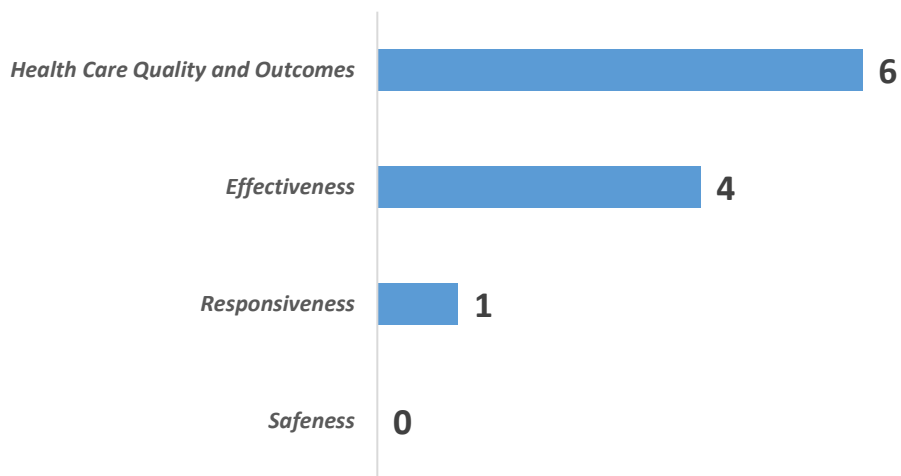 Health Care Quality and Outcomes 6
Effectiveness 4
Responsiveness 1
Safeness 0